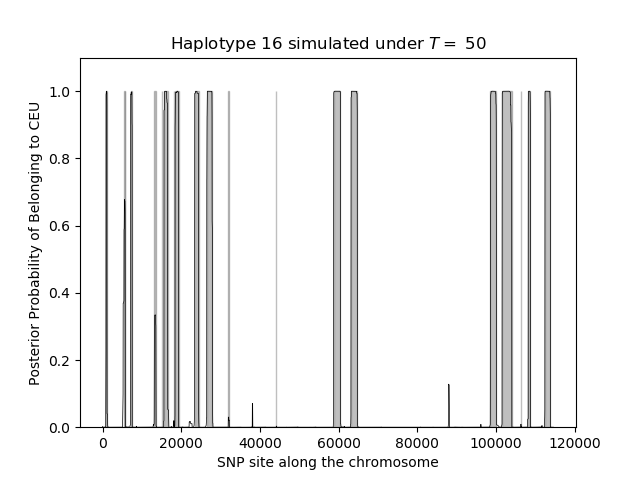 Haplotype 16 simulated under T = 50
Posterior Probability of Belonging to CEU
1.0
0.8
0.6
0.4
0.2
0.0
0 20000 40000 60000 80000 100000 120000
SNP site along the chromosome